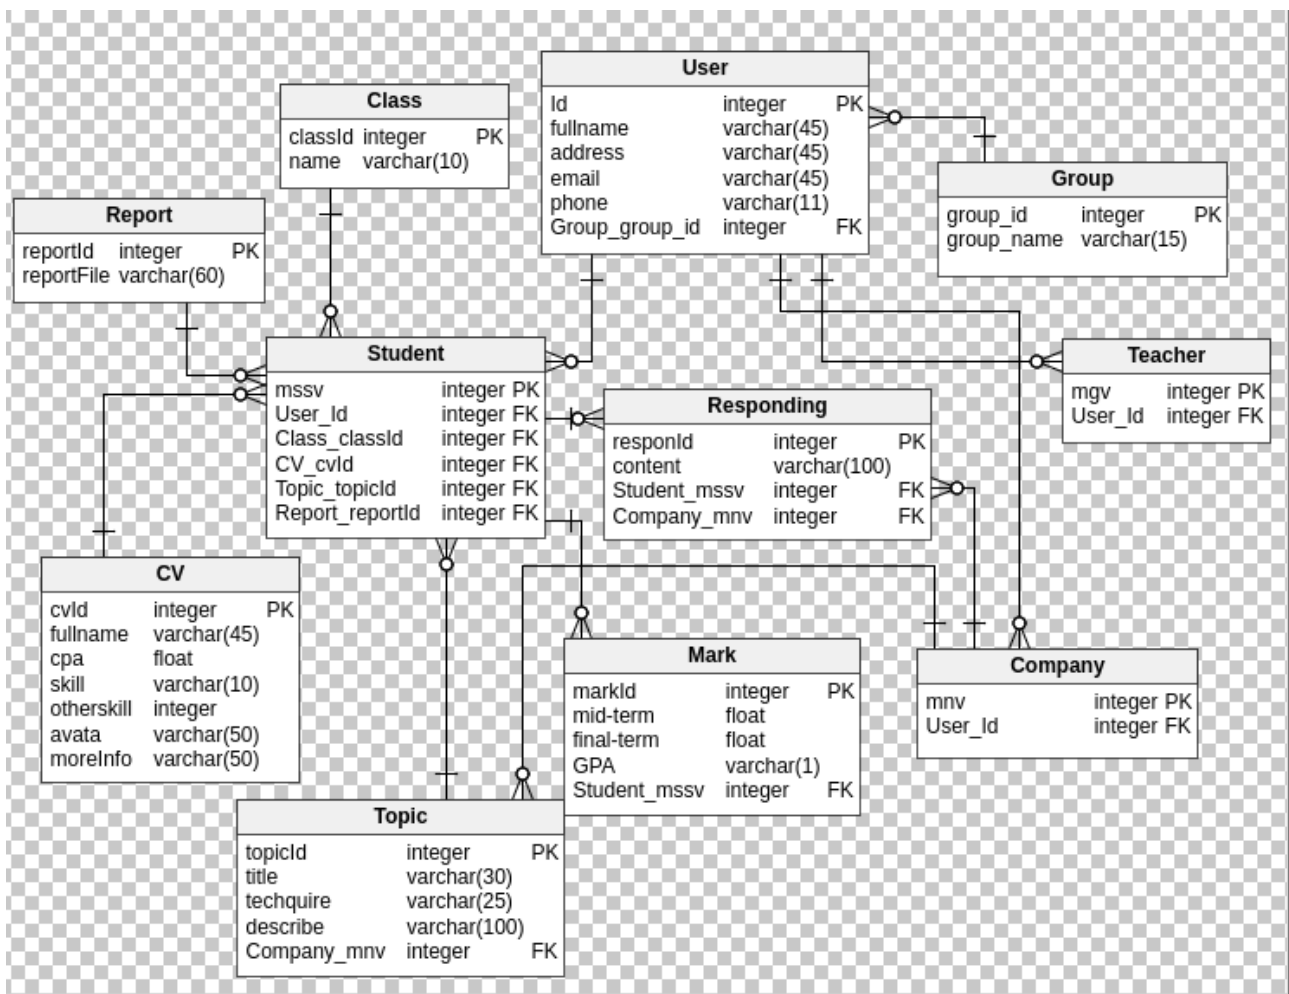 User
Id integer PK
fullname varchar(45)
address varchar(45)
email varchar(45)
phone varchar(11)
Group_group_id integer FK
Class
classId integer PK
name varchar(10)
Group
group_id integer PK
group_name varchar(15)
Report
reportId integer PK
reportFile varchar(60)
Student
mssv integer PK
User_Id integer FK
Class_classId integer FK
CV_cvId integer FK
Topic_topicId integer FK
Report_reportId integer FK
Teacher
mgv integer PK
User_Id integer FK
Responding
responId integer PK
content varchar(100)
Student_mssv integer FK
Company_mnv integer FK
CV
cvId integer PK
fullname varchar(45)
cpa float
skill varchar(10)
otherskill integer
avata varchar(50)
moreInfo varchar(50)
Mark
markId integer PK
mid-term float
final-term float
GPA varchar(1)
Student_mssv integer FK
Company
mnv integer PK
User_Id integer FK
Topic
topicId integer PK
title varchar(30)
techquire varchar(25)
describe varchar(100)
Company_mnv integer FK